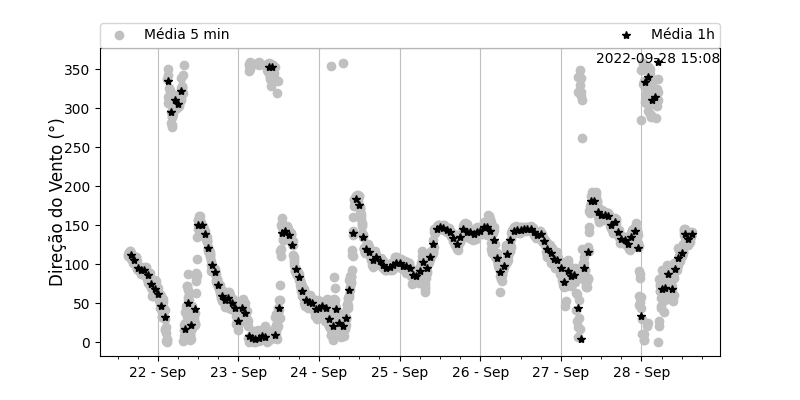 Média 5 min
Média 1h
2022-09-28 15:08
Direção do Vento (°)
350
300
250
200
150
100
50
0
22 - Sep
23 - Sep
24 - Sep
25 - Sep
26 - Sep
27 - Sep
28 - Sep